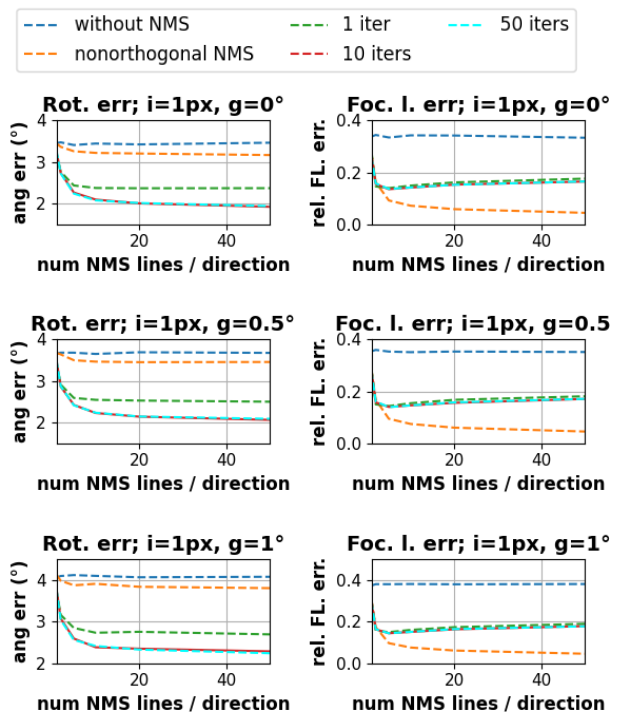 without NMS
nonorthogonal NMS
1 iter
10 iters
50 iters
Rot. err; i=1px, g=0°
ang err (°)
4
3
2
20
40
num NMS lines / direction
Foc. l. err; i=1px, g=0°
rel. FL. err.
0.4
0.2
0.0
20
40
num NMS lines / direction
Rot. err; i=1px, g=0.5°
ang err (°)
4
3
2
20
40
num NMS lines / direction
Foc. l. err; i=1px, g=0.5
rel. FL. err.
0.4
0.2
0.0
20
40
num NMS lines / direction
Rot. err; i=1px, g=1°
ang err (°)
4
3
2
20
40
num NMS lines / direction
Foc. l. err; i=1px, g=1°
rel. FL. err.
0.4
0.2
0.0
20
40
num NMS lines / direction